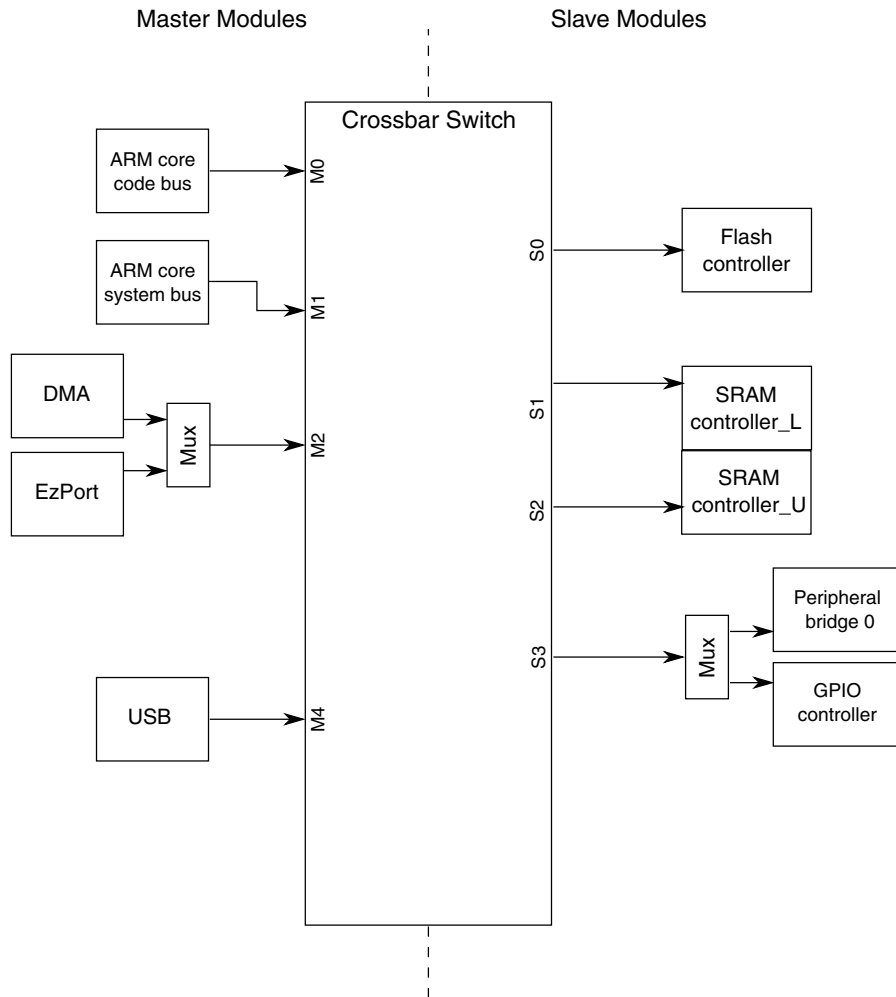 Master Modules
Slave Modules
Crossbar Switch
ARM core
code bus
M0
ARM core
system bus
M1
DMA
EzPort
Mux
M2
USB
M4
S0
Flash
controller
S1
SRAM
controller_L
S2
SRAM
controller_U
S3
Mux
Peripheral
bridge 0
GPIO
controller